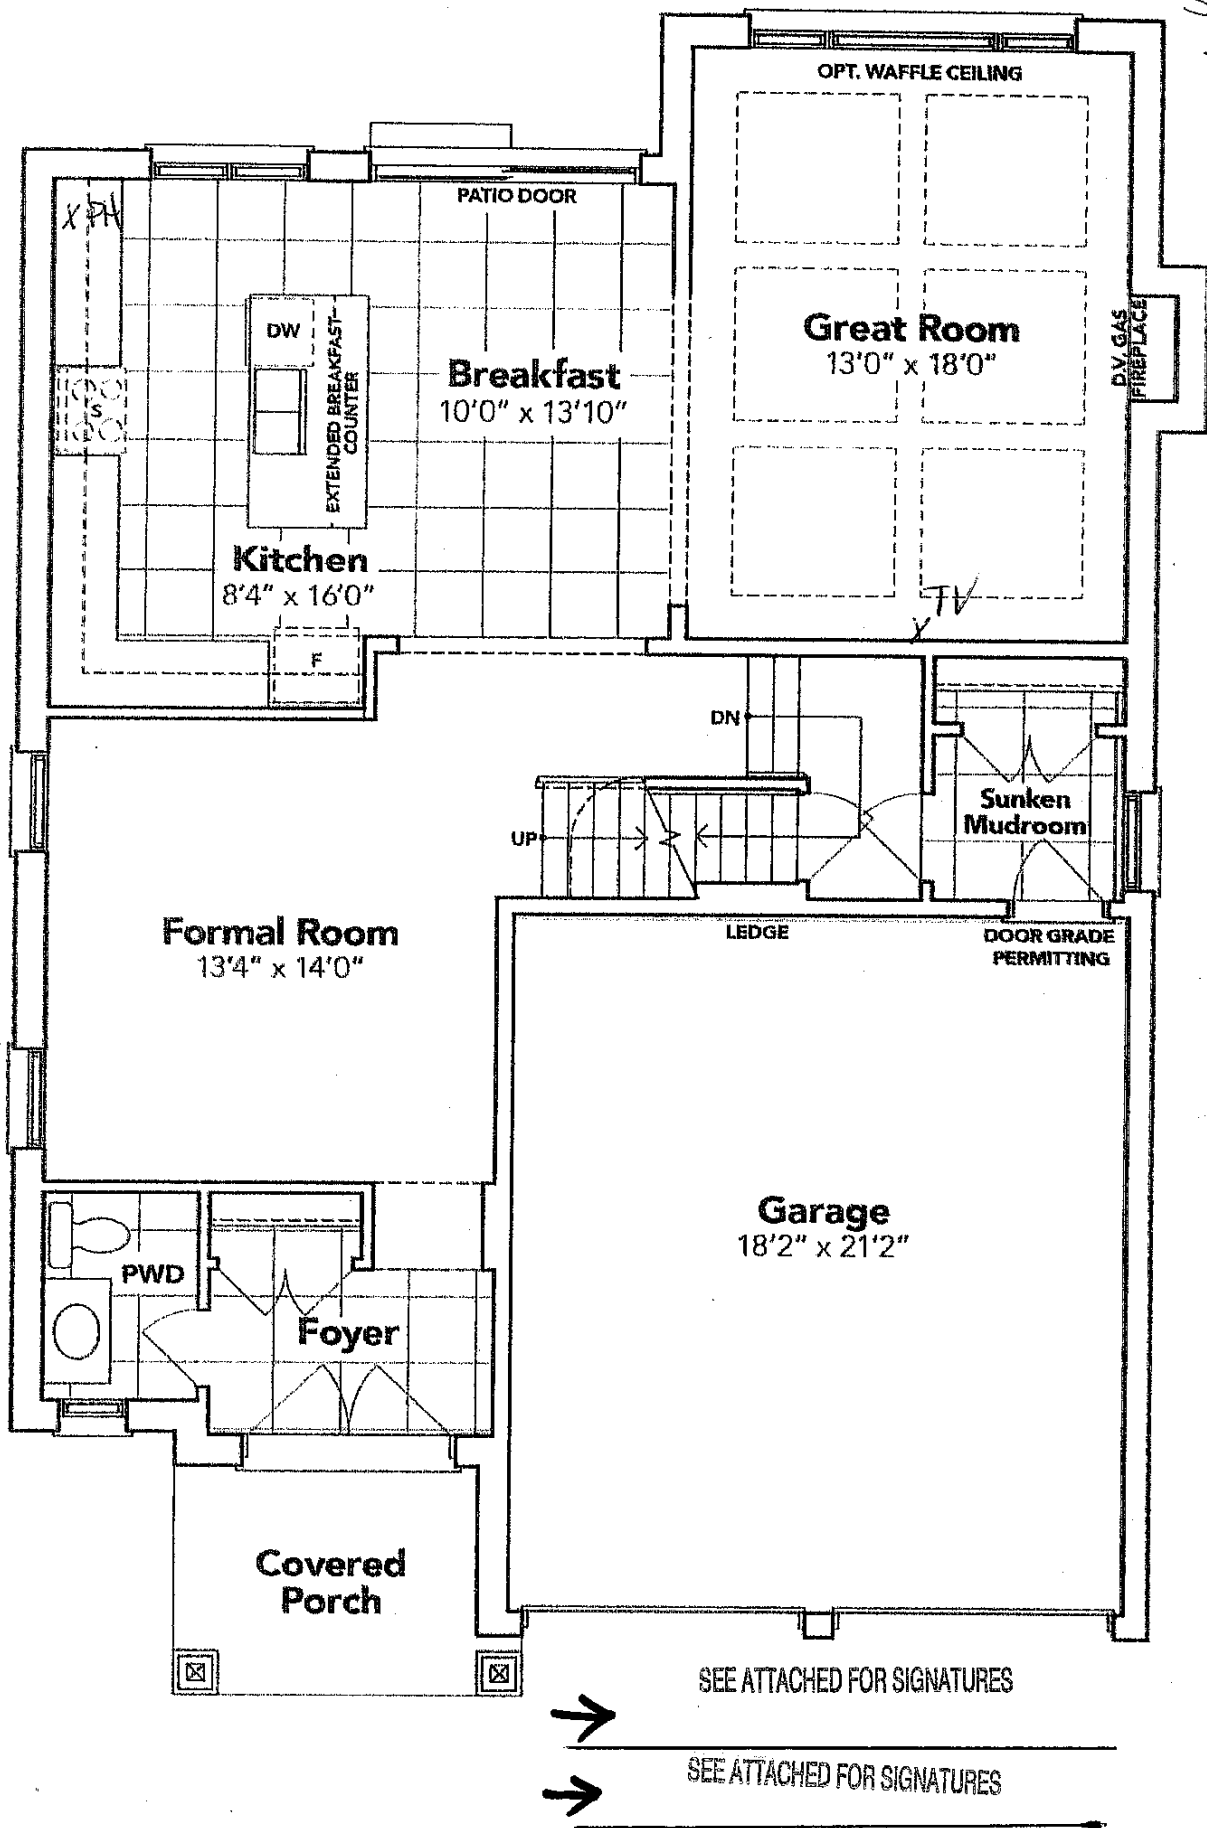 OPT. WAFFLE CEILING
PATIO DOOR
X PH
DW
EXTENDED BREAKFAST
COUNTER
S
Breakfast
10'0" x 13'10"
Great Room
13'0" x 18'0"
D.V. GAS
FIREPLACE
Kitchen
8'4" x 16'0"
F
TV
X
DN
UP
Sunken
Mudroom
Formal Room
13'4" x 14'0"
LEDGE
DOOR GRADE
PERMITTING
Garage
18'2" x 21'2"
PWD
Foyer
Covered
Porch
SEE ATTACHED FOR SIGNATURES
SEE ATTACHED FOR SIGNATURES